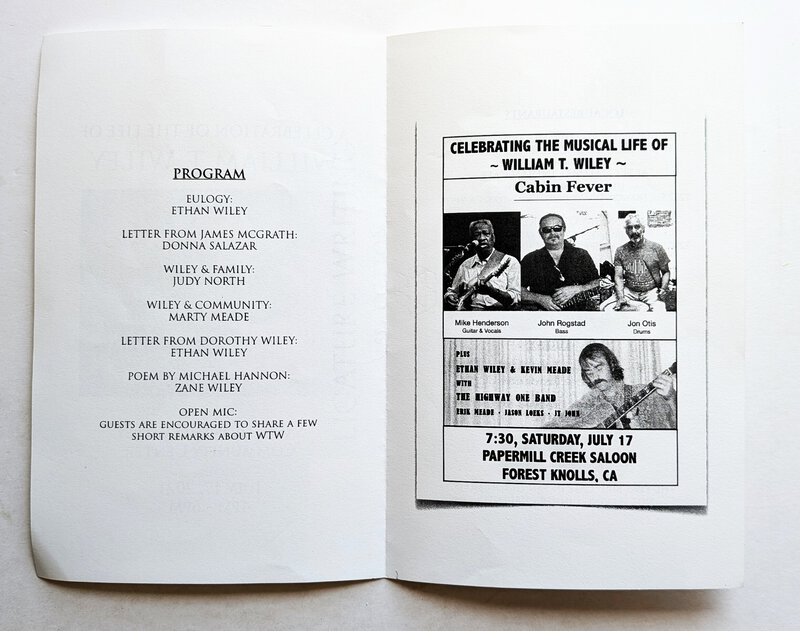 PROGRAM
EULOGY:
ETHAN WILEY
LETTER FROM JAMES MCGRATH:
DONNA SALAZAR
WILEY & FAMILY:
JUDY NORTH
WILEY & COMMUNITY:
MARTY MEADE
LETTER FROM DOROTHY WILEY:
ETHAN WILEY
POEM BY MICHAEL HANNON:
ZANE WILEY
OPEN MIC:
GUESTS ARE ENCOURAGED TO SHARE A FEW
SHORT REMARKS ABOUT WTW
CELEBRATING THE MUSICAL LIFE OF
~ WILLIAM T. WILEY ~
Cabin Fever
Mike Henderson
Guitar & Vocals
John Rogstad
Bass
Jon Otis
Drums
PLUS
ETHAN WILEY & KEVIN MEADE
WITH
THE HIGHWAY ONE BAND
ERIK MEADE · JASON LOEKS · JT JOHN
7:30, SATURDAY, JULY 17
PAPERMILL CREEK SALOON
FOREST KNOLLS, CA